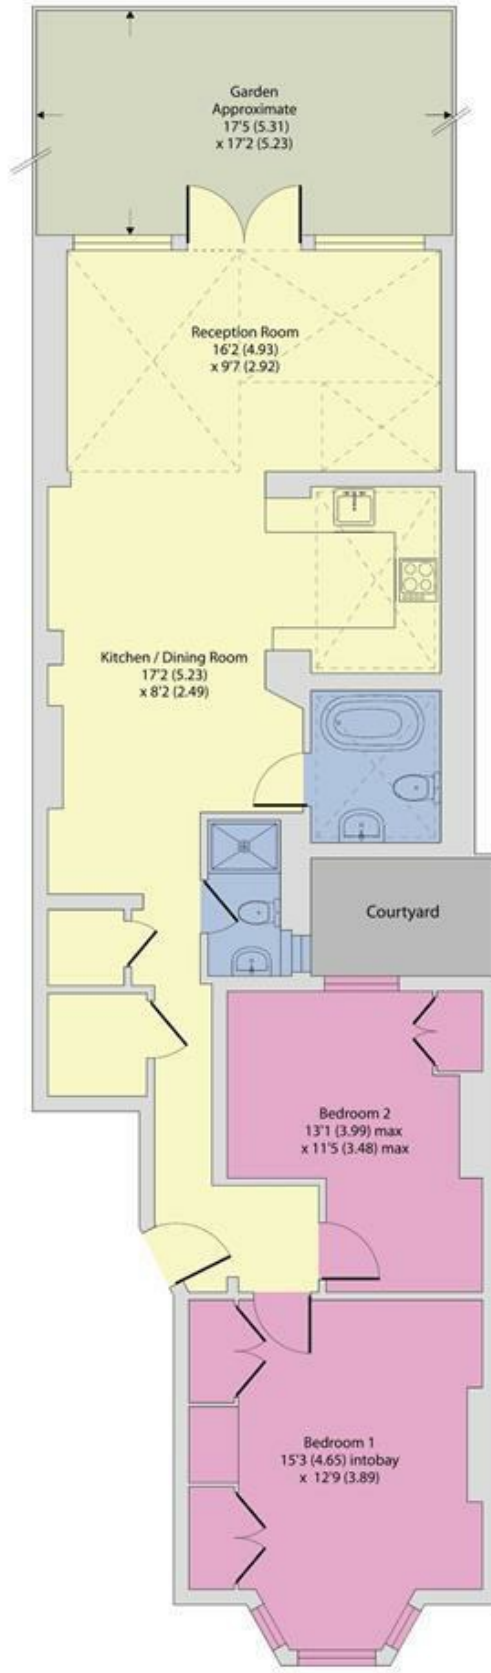 Garden
Approximate
17'5 (5.31)
x 17'2 (5.23)
Reception Room
16'2 (4.93)
x 9'7 (2.92)
Kitchen / Dining Room
17'2 (5.23)
x 8'2 (2.49)
Courtyard
Bedroom 2
13'1 (3.99) max
x 11'5 (3.48) max
Bedroom 1
15'3 (4.65) intobay
x 12'9 (3.89)